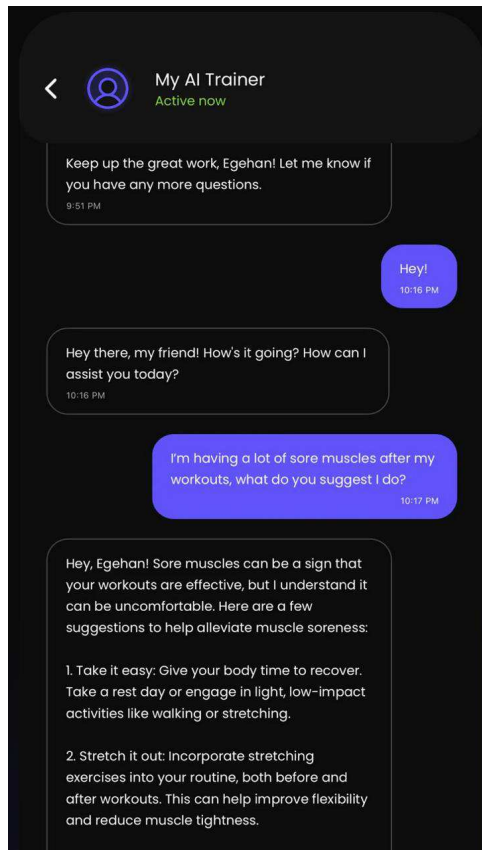 My AI Trainer
Active now
Keep up the great work, Egehan! Let me know if
you have any more questions.
9:51 PM
Hey!
10:16 PM
Hey there, my friend! How's it going? How can I
assist you today?
10:16 PM
I'm having a lot of sore muscles after my
workouts, what do you suggest I do?
10:17 PM
Hey, Egehan! Sore muscles can be a sign that
your workouts are effective, but I understand it
can be uncomfortable. Here are a few
suggestions to help alleviate muscle soreness:
1. Take it easy: Give your body time to recover.
Take a rest day or engage in light, low-impact
activities like walking or stretching.
2. Stretch it out: Incorporate stretching
exercises into your routine, both before and
after workouts. This can help improve flexibility
and reduce muscle tightness.